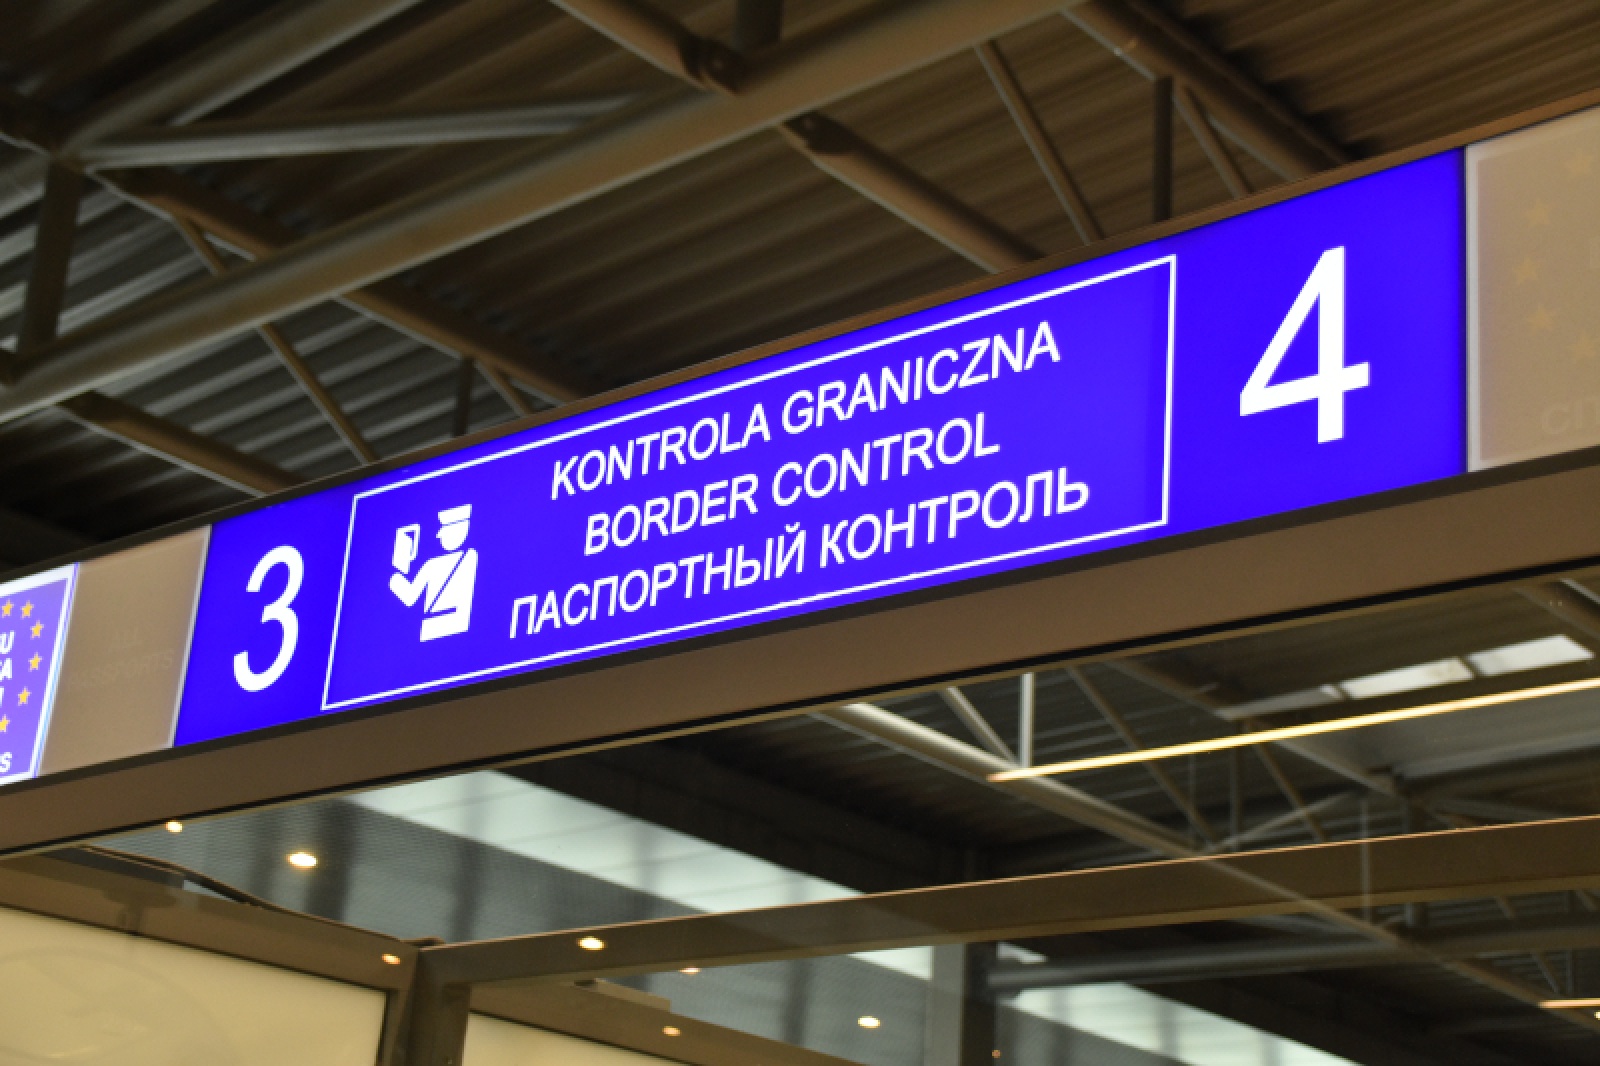 3
KONTROLA GRANICZNA
BORDER CONTROL
ПАСПОРТНЫЙ КОНТРОЛЬ
4